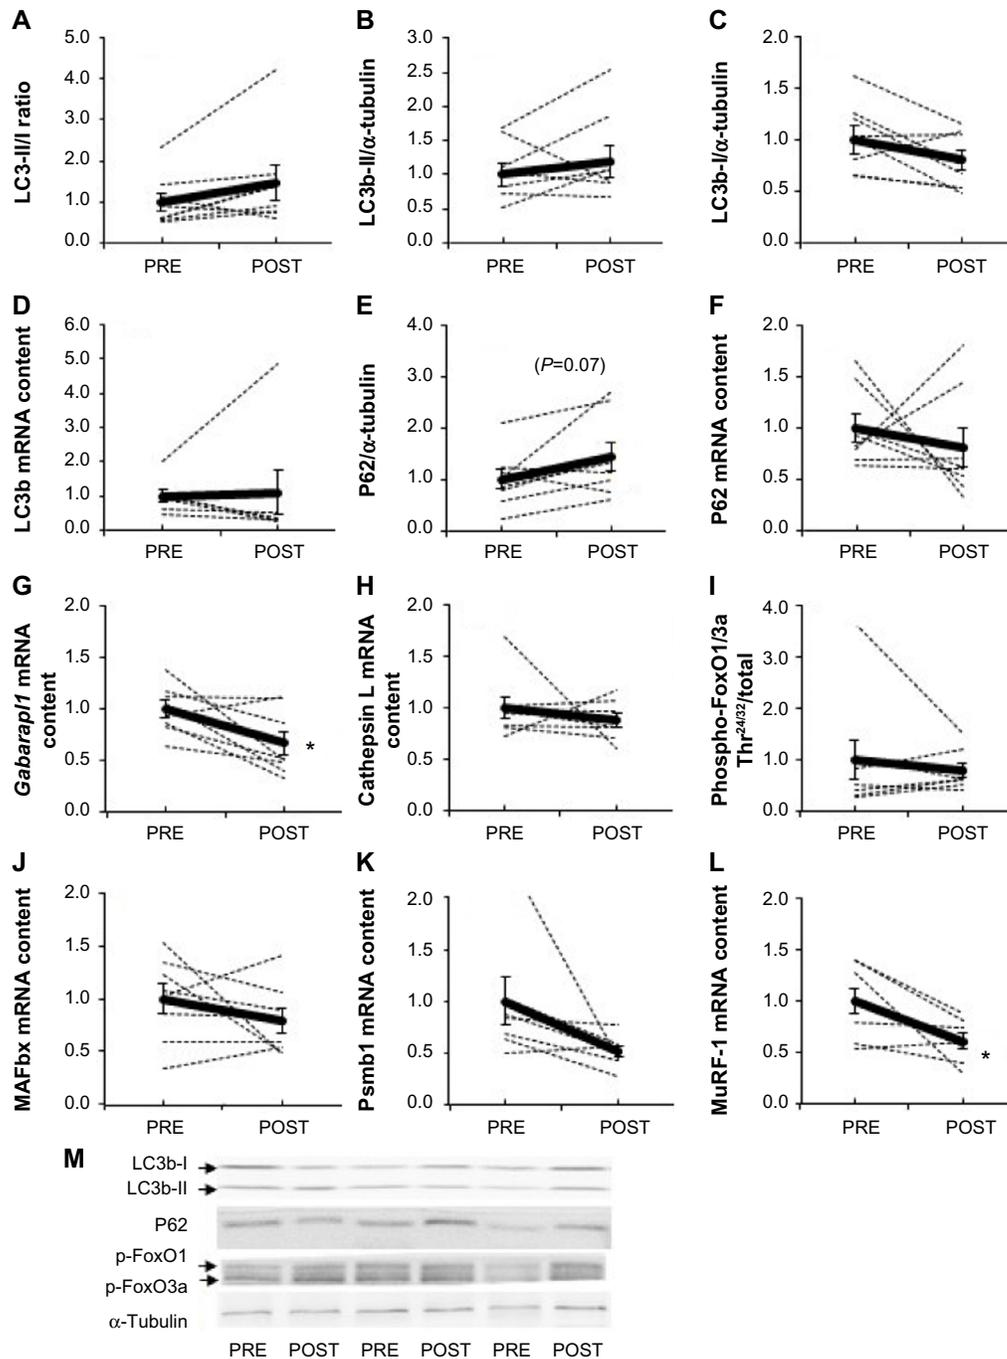 A
LC3-II/I ratio
5.0
4.0
3.0
2.0
1.0
0.0
PRE POST
B
LC3b-II/α-tubulin
3.0
2.5
2.0
1.5
1.0
0.5
0.0
PRE POST
C
LC3b-I/α-tubulin
2.0
1.5
1.0
0.5
0.0
PRE POST
D
LC3b mRNA content
6.0
5.0
4.0
3.0
2.0
1.0
0.0
PRE POST
E
P62/α-tubulin
4.0
3.0
2.0
1.0
0.0
(P=0.07)
PRE POST
F
P62 mRNA content
2.0
1.5
1.0
0.5
0.0
PRE POST
G
Gabarapl1 mRNA
content
2.0
1.5
1.0
0.5
0.0
*
PRE POST
H
Cathepsin L mRNA
content
2.0
1.5
1.0
0.5
0.0
PRE POST
I
Phospho-FoxO1/3a
Thr24/32/total
4.0
3.0
2.0
1.0
0.0
PRE POST
J
MAFbx mRNA content
2.0
1.5
1.0
0.5
0.0
PRE POST
K
Psmb1 mRNA content
2.0
1.5
1.0
0.5
0.0
PRE POST
L
MuRF-1 mRNA content
2.0
1.5
1.0
0.5
0.0
*
PRE POST
M
LC3b-I
LC3b-II
P62
p-FoxO1
p-FoxO3a
α-Tubulin
PRE POST PRE POST PRE POST